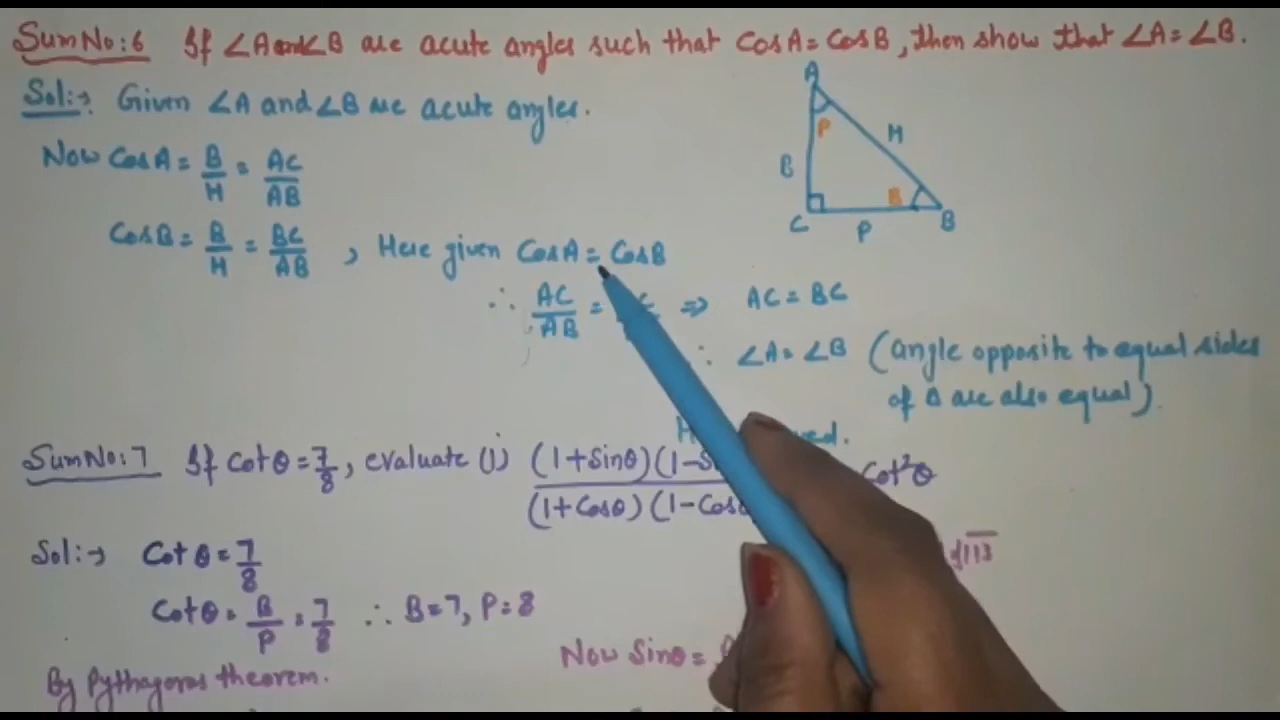 Sum No: 6 If ∠A and ∠B are acute angles such that Cos A = Cos B, then show that ∠A = ∠B.
Sol:→ Given ∠A and ∠B are acute angles.
Now Cos A = B/H = AC/AB
Cos B = B/H = BC/AB , Here given Cos A = Cos B
∴ AC/AB = ⇒ AC = BC
∴ ∠A = ∠B (angle opposite to equal sides
of Δ are also equal).
A
P
H
B
B
C
P
B
Sum No: 7 If Cot θ = 7/8, evaluate (i) (1+Sinθ)(1- / (1+Cosθ)(1-Cos Cot²θ
Sol:→ Cot θ = 7/8
√113
Cot θ = B/P = 7/8 ∴ B = 7, P = 8
Now Sinθ =
By Pythagoras theorem.